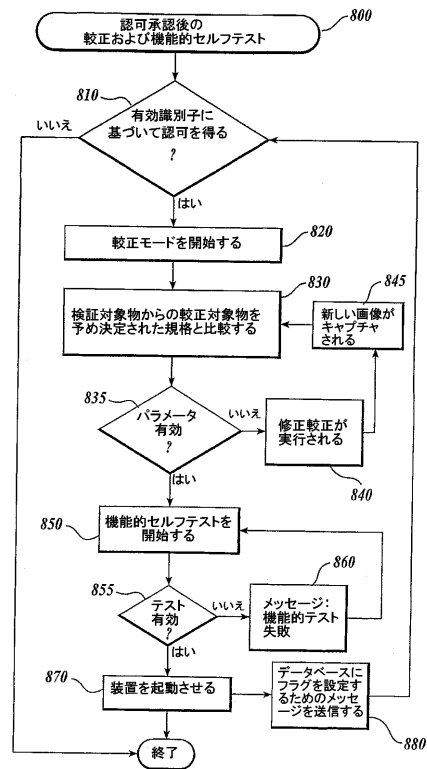 認可承認後の
較正および機能的セルフテスト
800
810
有効識別子に
基づいて認可を得る
?
いいえ
はい
較正モードを開始する
820
830
検証対象物からの較正対象物を
予め決定された規格と比較する
845
新しい画像が
キャプチャ
される
835
パラメータ
有効
?
いいえ
修正較正が
実行される
840
はい
850
機能的セルフテストを
開始する
855
テスト
有効
?
いいえ
860
メッセージ:
機能的テスト
失敗
はい
870
装置を起動させる
データベースに
フラグを設定す
るためのメッセ
ージを送信する
880
終了